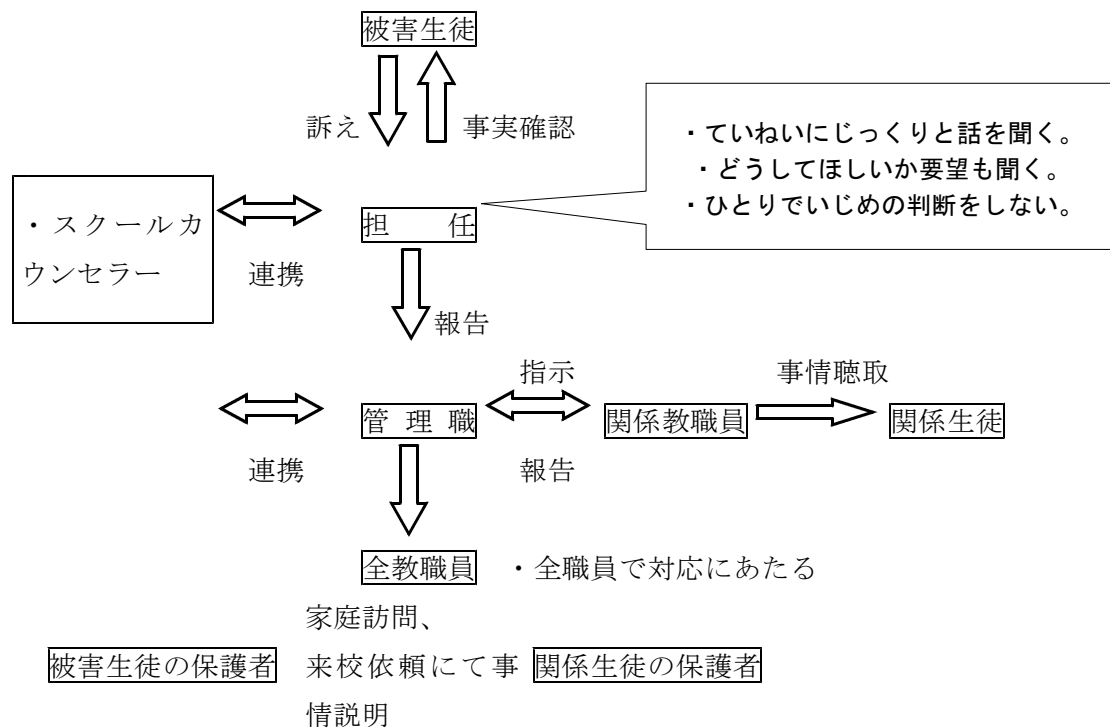 被害生徒
訴え
事実確認
・ていねいにじっくりと話を聞く。
・どうしてほしいか要望も聞く。
・ひとりでいじめの判断をしない。
・スクールカ
ウンセラー
連携
担 任
報告
指示
事情聴取
管 理 職
関係教職員
関係生徒
連携
報告
全教職員
・全職員で対応にあたる
家庭訪問、
被害生徒の保護者
来校依頼にて事
関係生徒の保護者
情説明